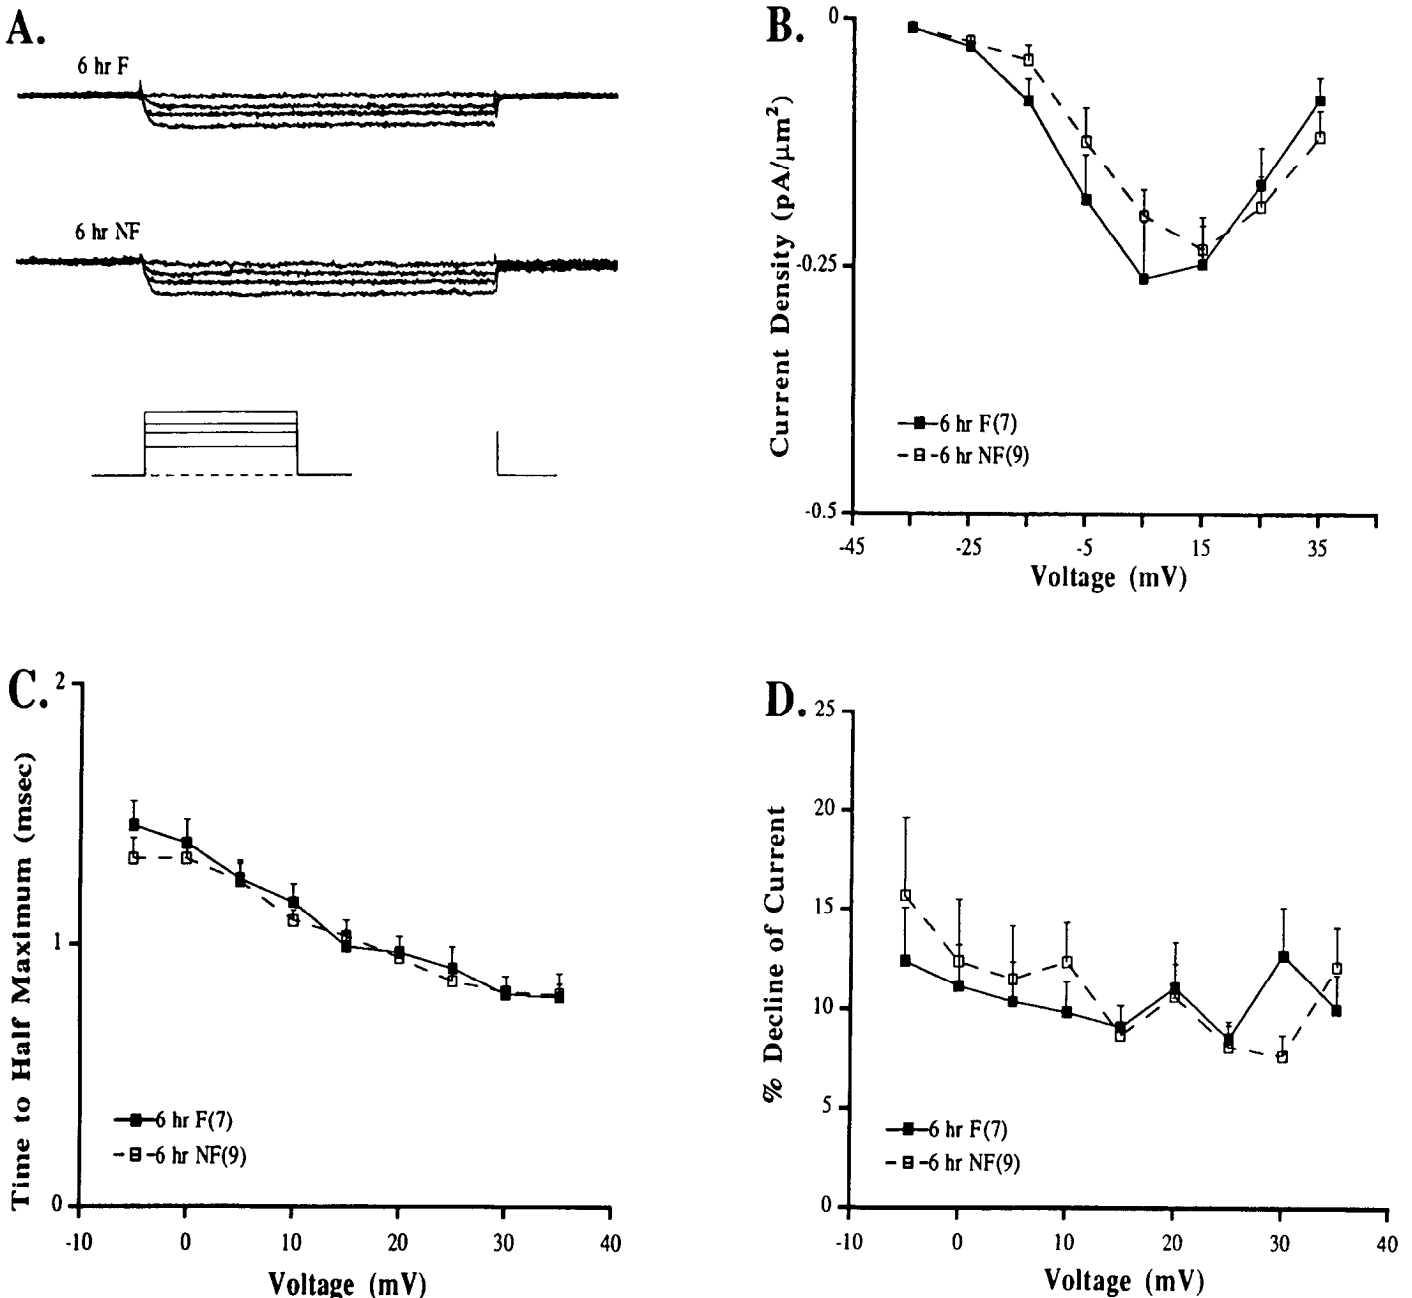 A.
6 hr F
6 hr NF
B.
Current Density (pA/µm²)
0
-0.25
-0.5
6 hr F(7)
6 hr NF(9)
-45
-25
-5
15
35
Voltage (mV)
C.
Time to Half Maximum (msec)
2
1
0
6 hr F(7)
6 hr NF(9)
-10
0
10
20
30
40
Voltage (mV)
D.
% Decline of Current
25
20
15
10
5
0
6 hr F(7)
6 hr NF(9)
-10
0
10
20
30
40
Voltage (mV)